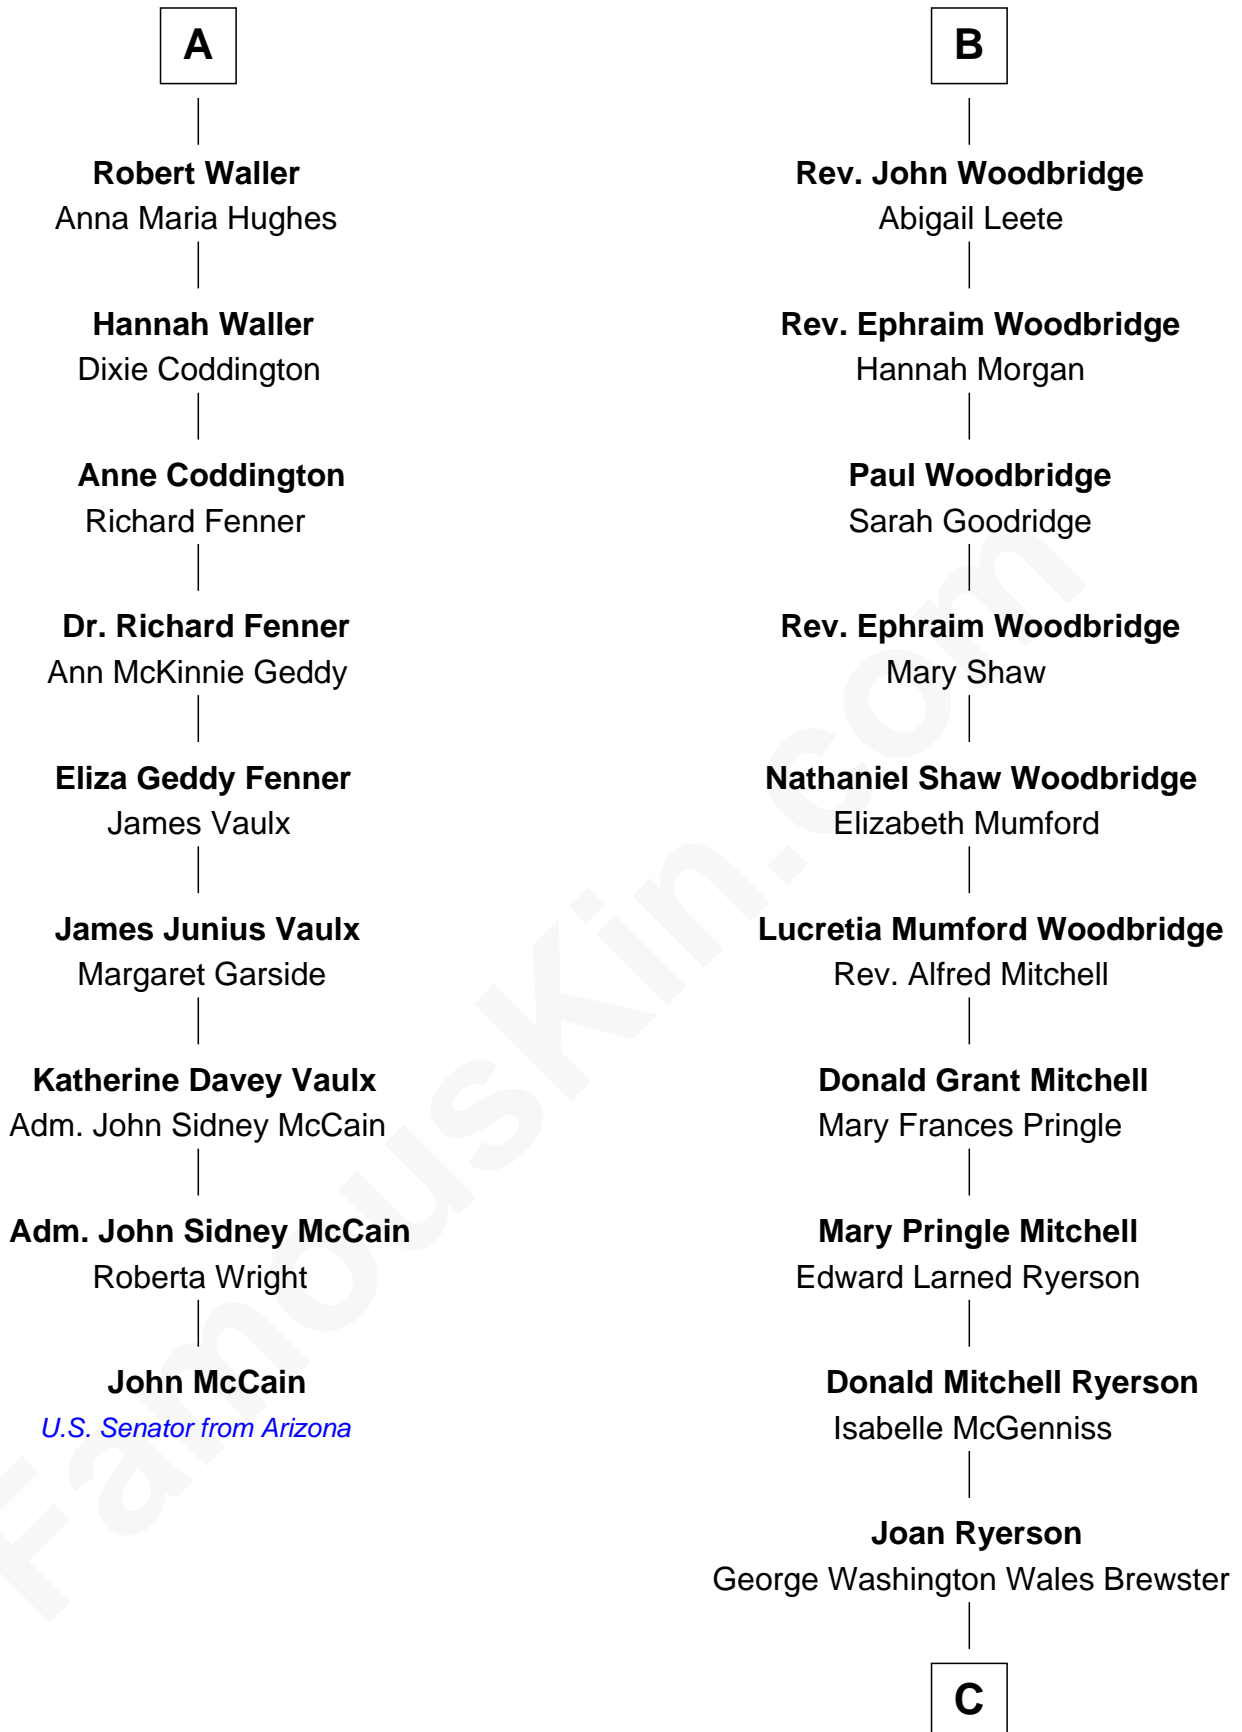 A
Robert Waller
Anna Maria Hughes
Hannah Waller
Dixie Coddington
Anne Coddington
Richard Fenner
Dr. Richard Fenner
Ann McKinnie Geddy
Eliza Geddy Fenner
James Vaulx
James Junius Vaulx
Margaret Garside
Katherine Davey Vaulx
Adm. John Sidney McCain
Adm. John Sidney McCain
Roberta Wright
John McCain
U.S. Senator from Arizona
B
Rev. John Woodbridge
Abigail Leete
Rev. Ephraim Woodbridge
Hannah Morgan
Paul Woodbridge
Sarah Goodridge
Rev. Ephraim Woodbridge
Mary Shaw
Nathaniel Shaw Woodbridge
Elizabeth Mumford
Lucretia Mumford Woodbridge
Rev. Alfred Mitchell
Donald Grant Mitchell
Mary Frances Pringle
Mary Pringle Mitchell
Edward Larned Ryerson
Donald Mitchell Ryerson
Isabelle McGenniss
Joan Ryerson
George Washington Wales Brewster
C
FamousKin.com